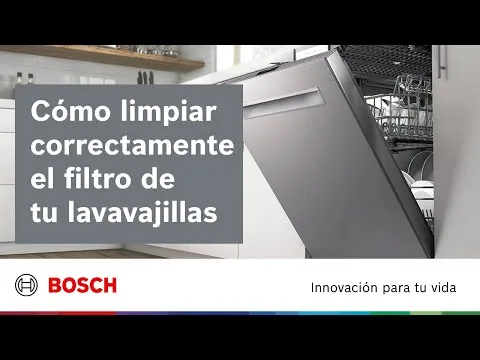 Cómo limpiar
correctamente
el filtro de
tu lavavajillas
BOSCH
Innovación para tu vida